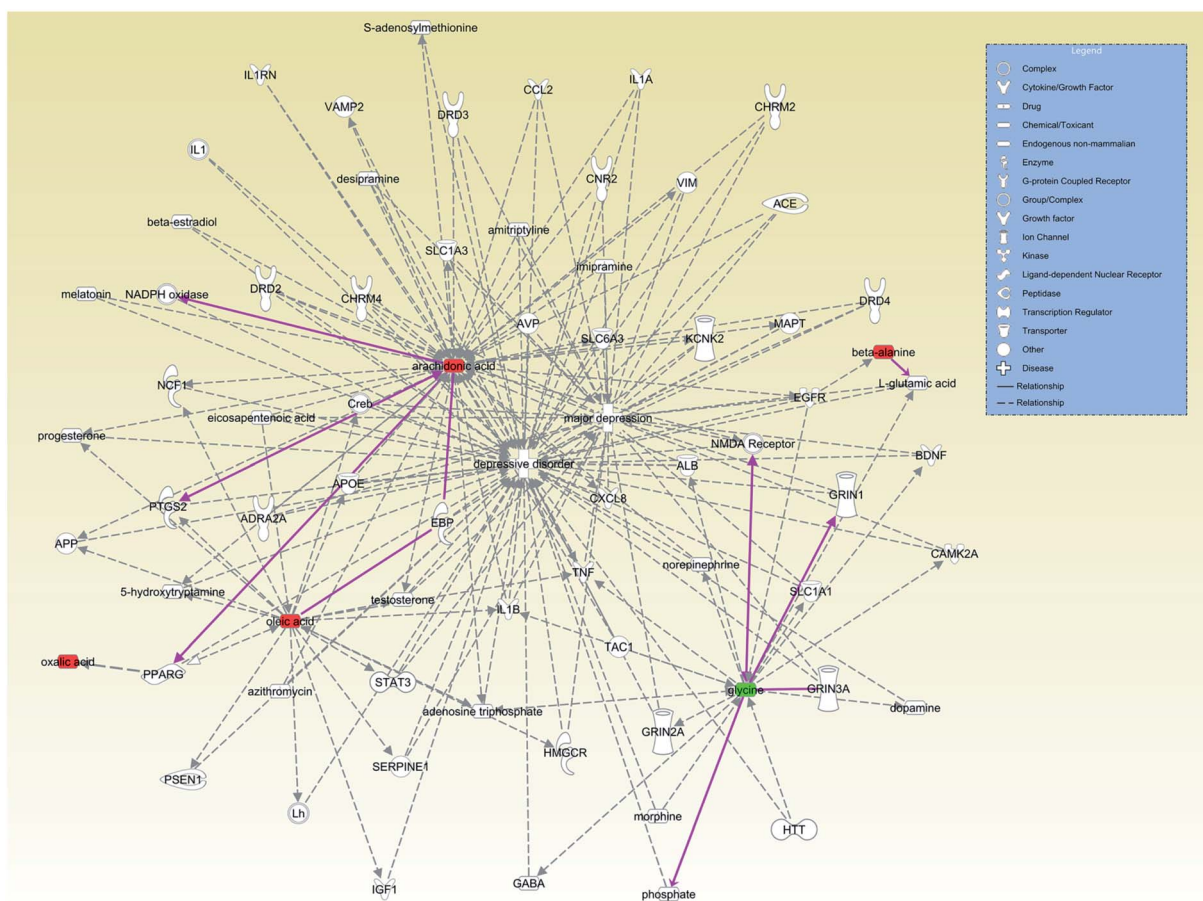 S-adenosylmethionine
IL1RN
CCL2
IL1A
VAMP2
DRD3
CHRM2
IL1
desipramine
CNR2
VIM
ACE
beta-estradiol
amitriptyline
SLC1A3
imipramine
melatonin
NADPH oxidase
DRD2
CHRM4
DRD4
AVP
MAPT
SLC6A3
KCNK2
beta-alanine
arachidonic acid
NCF1
L-glutamic acid
Creb
EGFR
eicosapentenoic acid
major depression
progesterone
NMDA Receptor
BDNF
depressive disorder
ALB
APOE
CXCL8
GRIN1
PTGS2
ADRA2A
EBP
APP
CAMK2A
norepinephrine
TNF
5-hydroxytryptamine
testosterone
SLC1A1
IL1B
oleic acid
TAC1
oxalic acid
PPARG
STAT3
azithromycin
glycine
GRIN3A
adenosine triphosphate
dopamine
GRIN2A
HMGCR
PSEN1
SERPINE1
Lh
morphine
HTT
IGF1
GABA
phosphate
Legend
Complex
Cytokine/Growth Factor
Drug
Chemical/Toxicant
Endogenous non-mammalian
Enzyme
G-protein Coupled Receptor
Group/Complex
Growth factor
Ion Channel
Kinase
Ligand-dependent Nuclear Receptor
Peptidase
Transcription Regulator
Transporter
Other
Disease
Relationship
Relationship